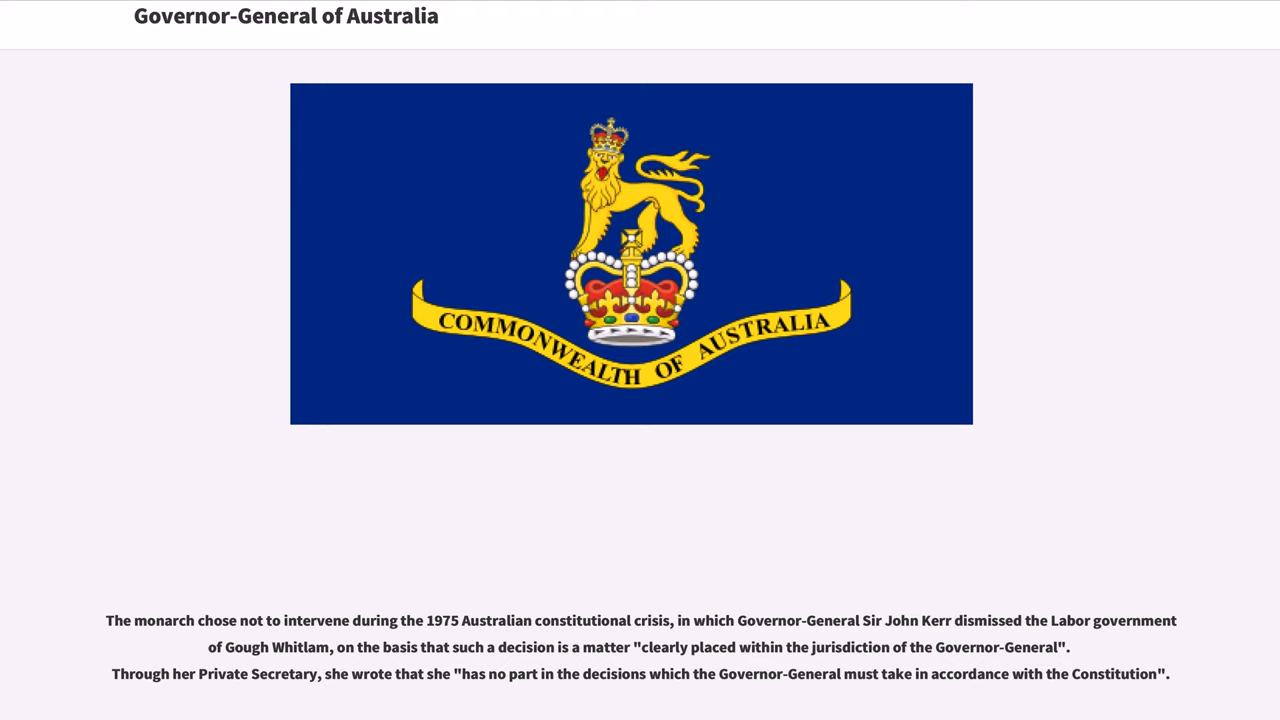 Governor-General of Australia
COMMONWEALTH OF AUSTRALIA
The monarch chose not to intervene during the 1975 Australian constitutional crisis, in which Governor-General Sir John Kerr dismissed the Labor government
of Gough Whitlam, on the basis that such a decision is a matter "clearly placed within the jurisdiction of the Governor-General".
Through her Private Secretary, she wrote that she "has no part in the decisions which the Governor-General must take in accordance with the Constitution".